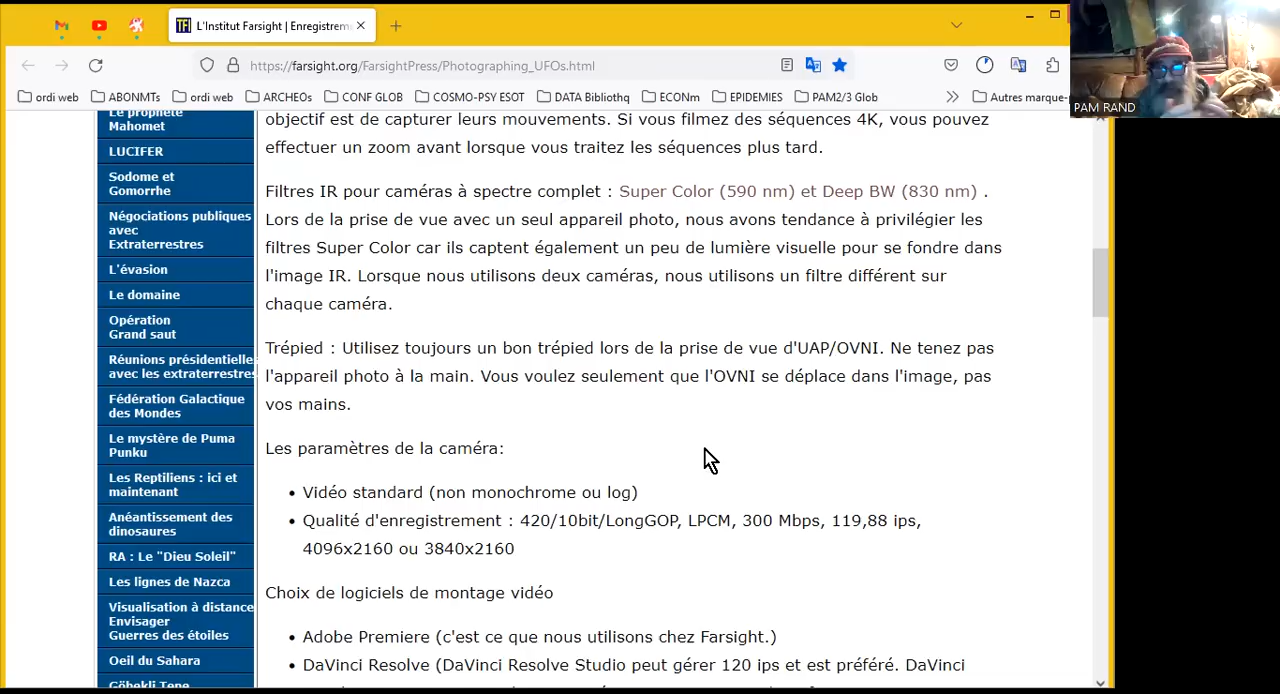 L'Institut Farsight | Enregistrem
https://farsight.org/FarsightPress/Photographing_UFOs.html
ordi web
ABONMTs
ordi web
ARCHEOs
CONF GLOB
COSMO-PSY ESOT
DATA Bibliothq
ECONm
EPIDEMIES
PAM2/3 Glob
Autres marque-
PAM RAND
Le prophète
Mahomet
LUCIFER
Sodome et
Gomorrhe
Négociations publiques
avec
Extraterrestres
L'évasion
Le domaine
Opération
Grand saut
Réunions présidentielles
avec les extraterrestres
Fédération Galactique
des Mondes
Le mystère de Puma
Punku
Les Reptiliens : ici et
maintenant
Anéantissement des
dinosaures
RA : Le "Dieu Soleil"
Les lignes de Nazca
Visualisation à distance
Envisager
Guerres des étoiles
Oeil du Sahara
Göbekli Tepe
objectif est de capturer leurs mouvements. Si vous filmez des séquences 4K, vous pouvez
effectuer un zoom avant lorsque vous traitez les séquences plus tard.
Filtres IR pour caméras à spectre complet : Super Color (590 nm) et Deep BW (830 nm) .
Lors de la prise de vue avec un seul appareil photo, nous avons tendance à privilégier les
filtres Super Color car ils captent également un peu de lumière visuelle pour se fondre dans
l'image IR. Lorsque nous utilisons deux caméras, nous utilisons un filtre différent sur
chaque caméra.
Trépied : Utilisez toujours un bon trépied lors de la prise de vue d'UAP/OVNI. Ne tenez pas
l'appareil photo à la main. Vous voulez seulement que l'OVNI se déplace dans l'image, pas
vos mains.
Les paramètres de la caméra:
• Vidéo standard (non monochrome ou log)
• Qualité d'enregistrement : 420/10bit/LongGOP, LPCM, 300 Mbps, 119,88 ips,
4096x2160 ou 3840x2160
Choix de logiciels de montage vidéo
• Adobe Premiere (c'est ce que nous utilisons chez Farsight.)
• DaVinci Resolve (DaVinci Resolve Studio peut gérer 120 ips et est préféré. DaVinci